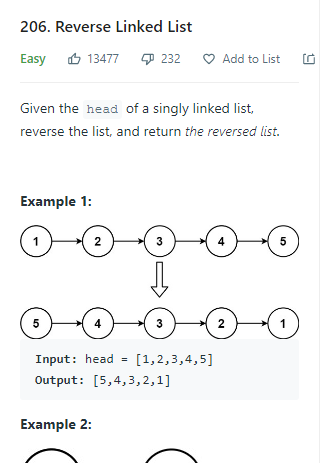 206. Reverse Linked List
Easy 13477 232 Add to List
Given the head of a singly linked list,
reverse the list, and return the reversed list.
Example 1:
1 2 3 4 5
5 4 3 2 1
Input: head = [1,2,3,4,5]
Output: [5,4,3,2,1]
Example 2: